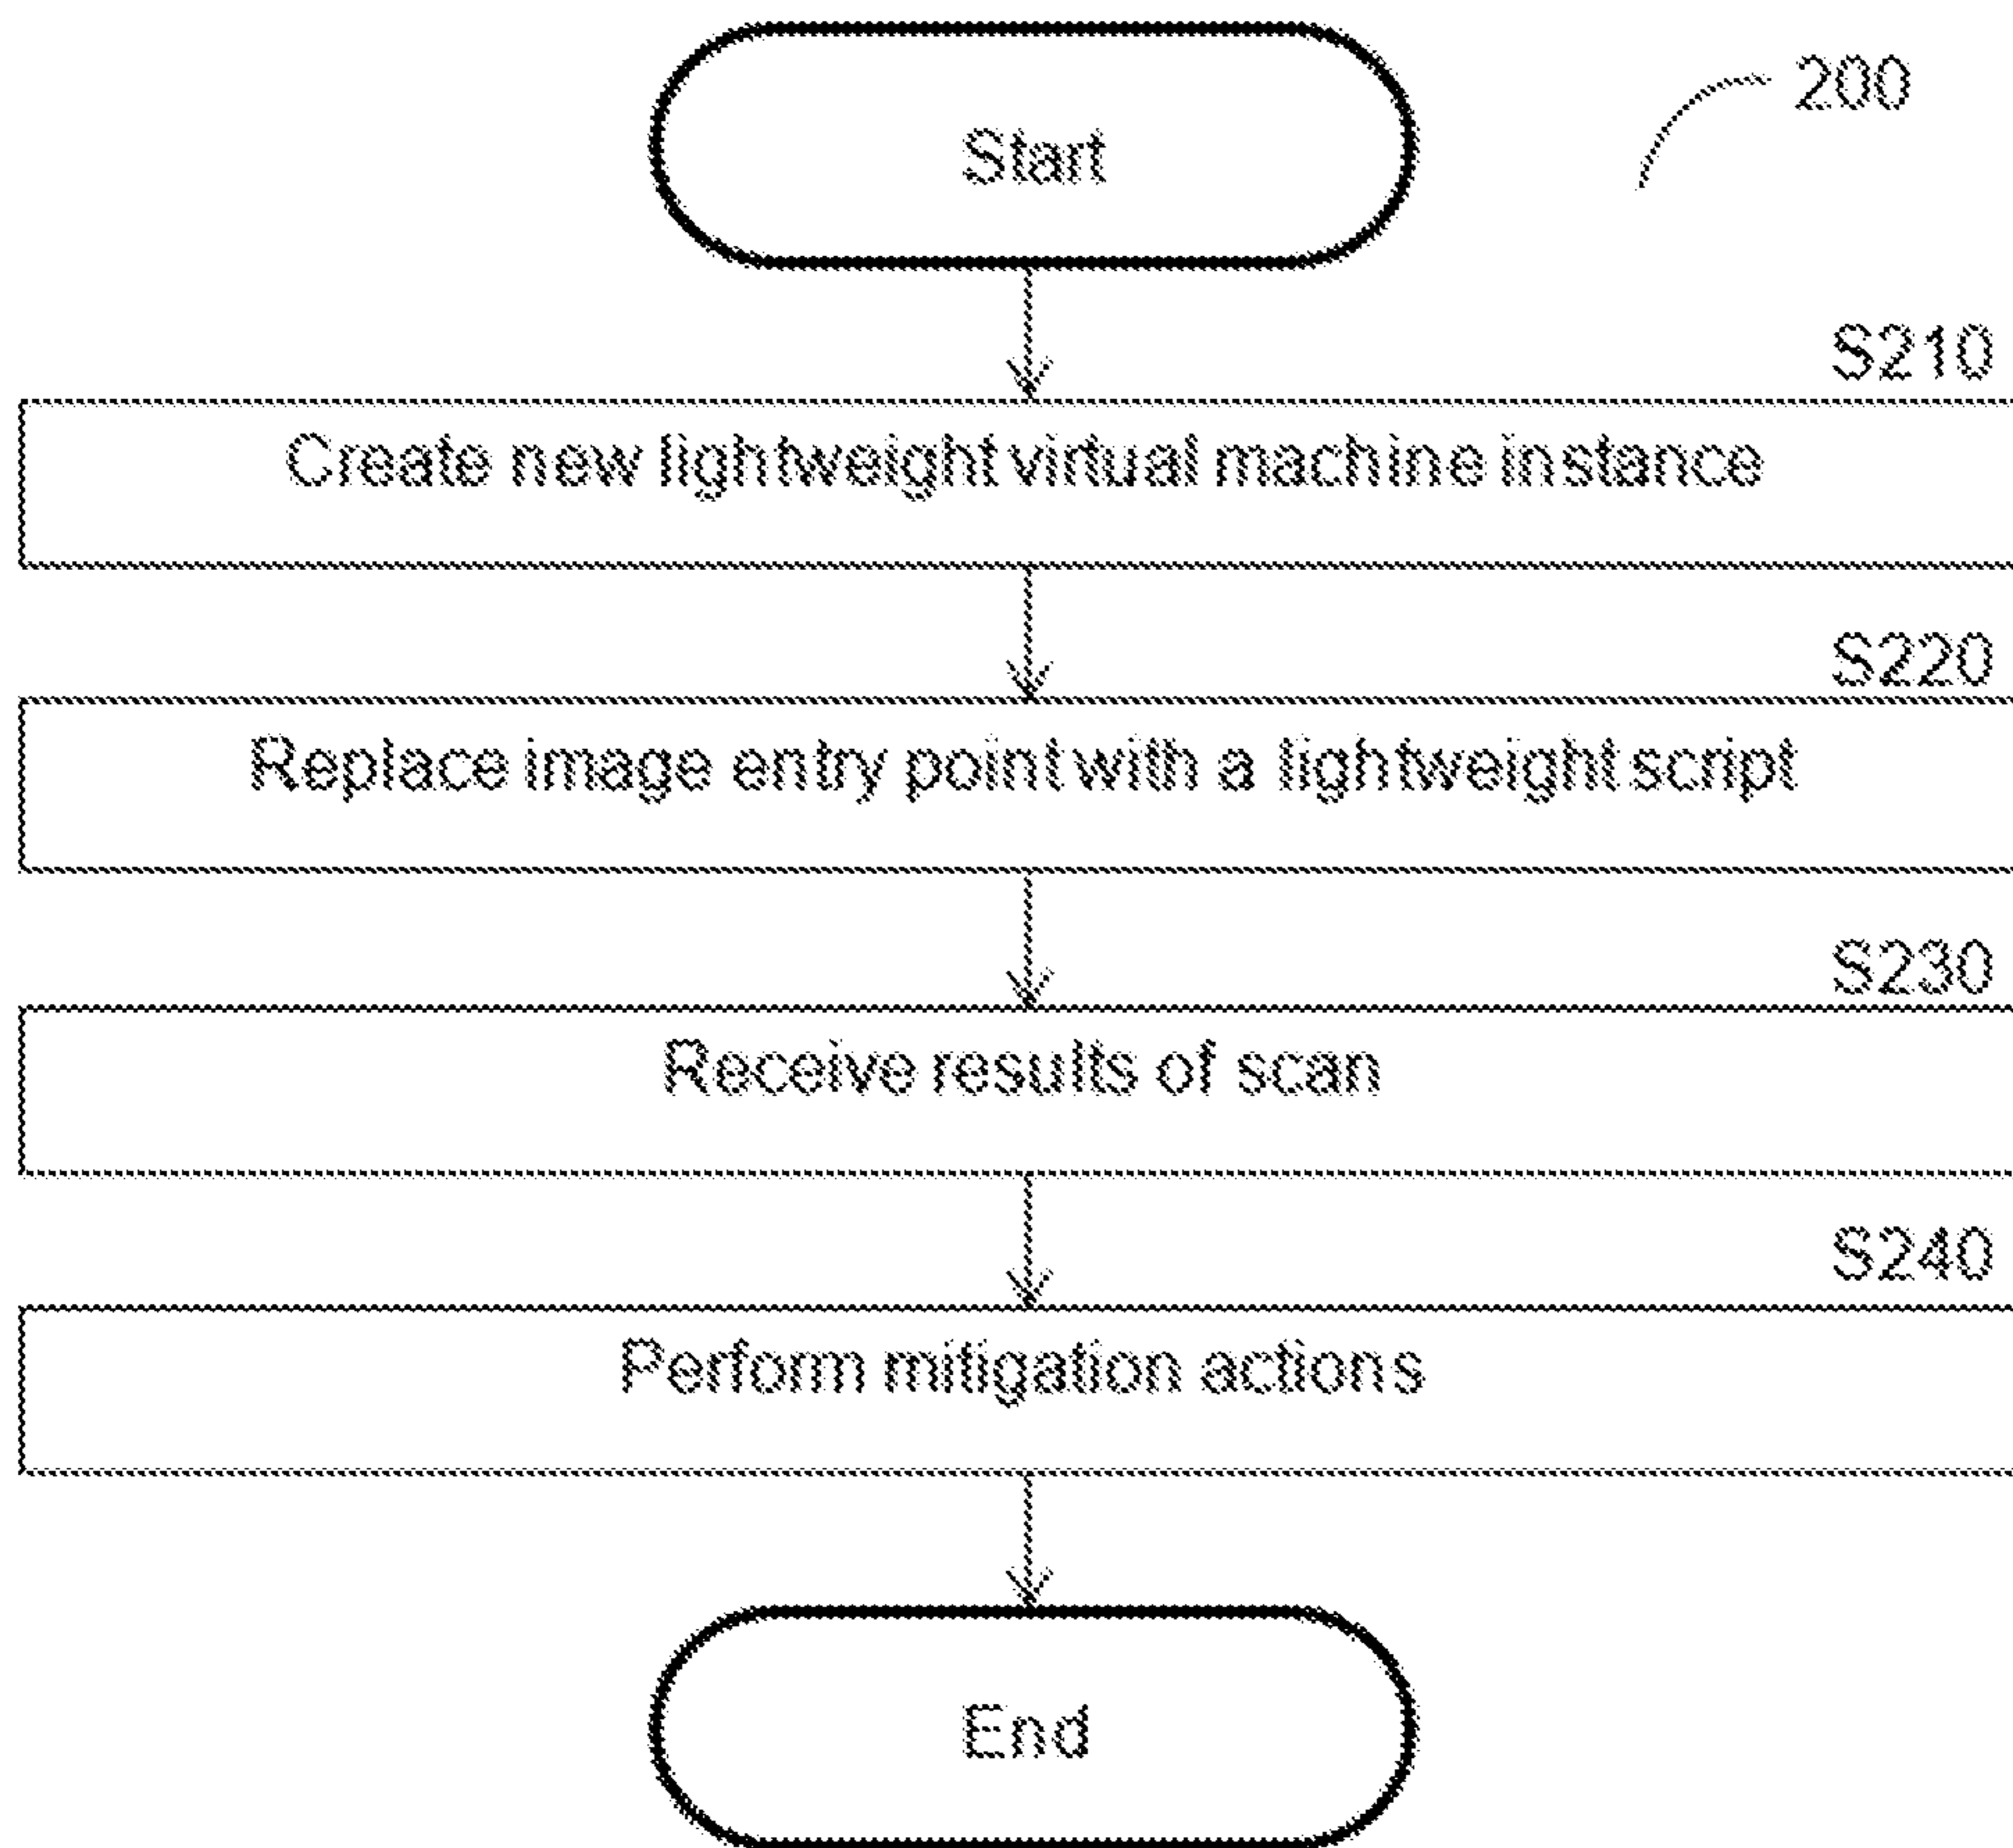 Start
200
S210
Create new lightweight virtual machine instance
S220
Replace image entry point with a lightweight script
S230
Receive results of scan
S240
Perform mitigation actions
End